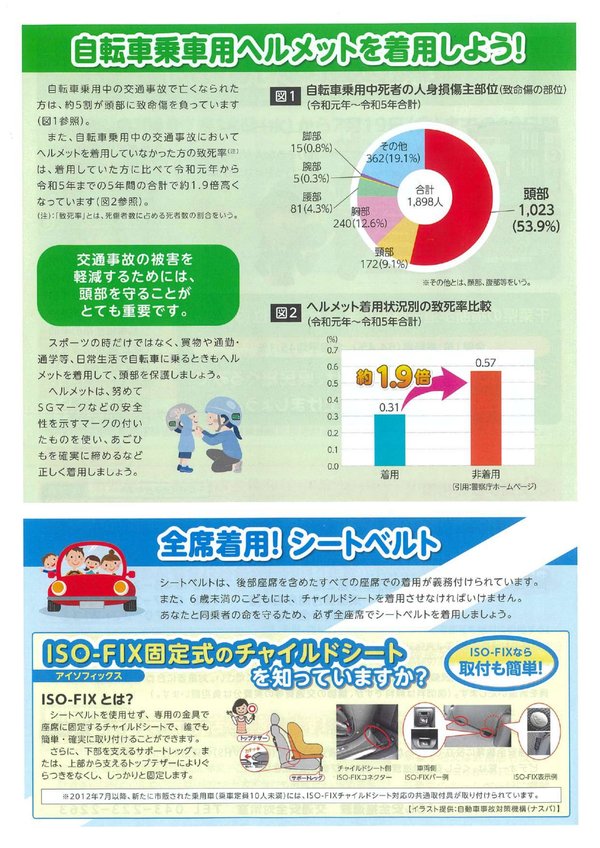 自転車乗車用ヘルメットを着用しよう!
自転車乗用中の交通事故で亡くなられた
方は、約5割が頭部に致命傷を負っています
(図1参照)。
また、自転車乗用中の交通事故において
ヘルメットを着用していなかった方の致死率(注)
は、着用していた方に比べて令和元年から
令和5年までの5年間の合計で約1.9倍高く
なっています(図2参照)。
(注):「致死率」とは、死傷者数に占める死者数の割合をいう。
交通事故の被害を
軽減するためには、
頭部を守ることが
とても重要です。
スポーツの時だけではなく、買物や通勤・
通学等、日常生活で自転車に乗るときもヘル
メットを着用して、頭部を保護しましょう。
ヘルメットは、努めて
SGマークなどの安全
性を示すマークの付い
たものを使い、あごひ
もを確実に締めるなど
正しく着用しましょう。
図1 自転車乗用中死者の人身損傷主部位(致命傷の部位)
(令和元年〜令和5年合計)
脚部
15(0.8%)
腕部
5(0.3%)
腰部
81(4.3%)
胸部
240(12.6%)
頸部
172(9.1%)
その他
362(19.1%)
合計
1,898人
頭部
1,023
(53.9%)
※その他とは、顔部、腹部等をいう。
図2 ヘルメット着用状況別の致死率比較
(令和元年〜令和5年合計)
(%)
0.7
0.6
0.5
0.4
0.3
0.2
0.1
0.0
約1.9倍
0.31
0.57
着用
非着用
(引用:警察庁ホームページ)
全席着用! シートベルト
シートベルトは、後部座席を含めたすべての座席での着用が義務付けられています。
また、6歳未満のこどもには、チャイルドシートを着用させなければいけません。
あなたと同乗者の命を守るため、必ず全座席でシートベルトを着用しましょう。
ISO-FIX固定式のチャイルドシート
アイソフィックス
を知っていますか?
ISO-FIXなら
取付も簡単!
ISO-FIXとは?
シートベルトを使用せず、専用の金具で
座席に固定するチャイルドシートで、誰でも
簡単・確実に取り付けることができます。
さらに、下部を支えるサポートレッグ、ま
たは、上部から支えるトップテザーによりぐ
らつきをなくし、しっかりと固定します。
トップテザー
カチッ
サポートレッグ
チャイルドシート側
ISO-FIXコネクター
車両側
ISO-FIXバー例
ISO-FIX表示例
※2012年7月以降、新たに市販された乗用車(乗車定員10人未満)には、ISO-FIXチャイルドシート対応の共通取付具が取り付けられています。
【イラスト提供:自動車事故対策機構(ナスバ)】